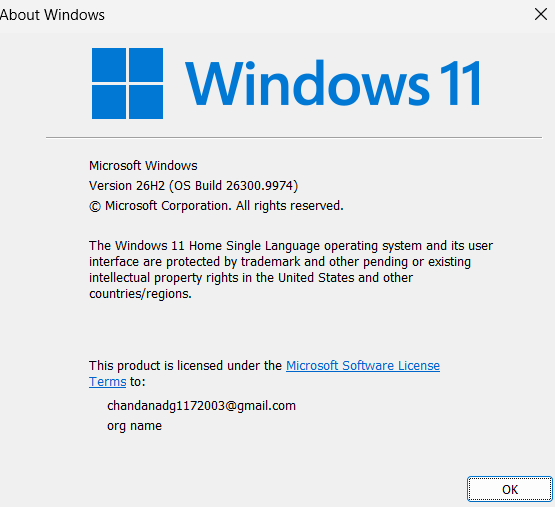 About Windows
Windows 11
Microsoft Windows
Version 26H2 (OS Build 26300.9974)
© Microsoft Corporation. All rights reserved.
The Windows 11 Home Single Language operating system and its user
interface are protected by trademark and other pending or existing
intellectual property rights in the United States and other
countries/regions.
This product is licensed under the Microsoft Software License
Terms to:
chandanadg1172003@gmail.com
org name
OK